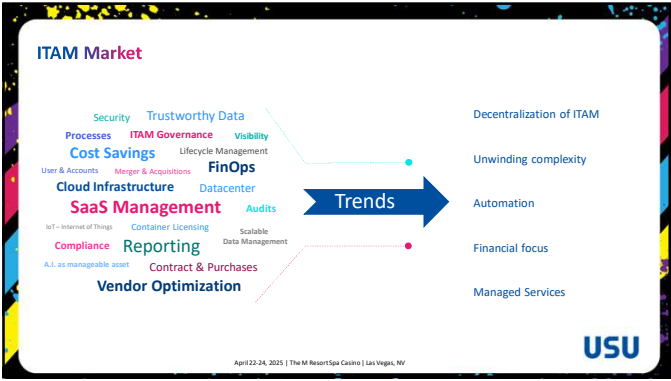 ITAM Market
Security Trustworthy Data
Processes ITAM Governance Visibility
Cost Savings Lifecycle Management
User & Accounts Merger & Acquisitions FinOps
Cloud Infrastructure Datacenter
SaaS Management Audits
IoT – Internet of Things Container Licensing Scalable
Data Management
Compliance Reporting
A.I. as manageable asset Contract & Purchases
Vendor Optimization
Trends
Decentralization of ITAM
Unwinding complexity
Automation
Financial focus
Managed Services
USU
April 22-24, 2025 | The M Resort Spa Casino | Las Vegas, NV